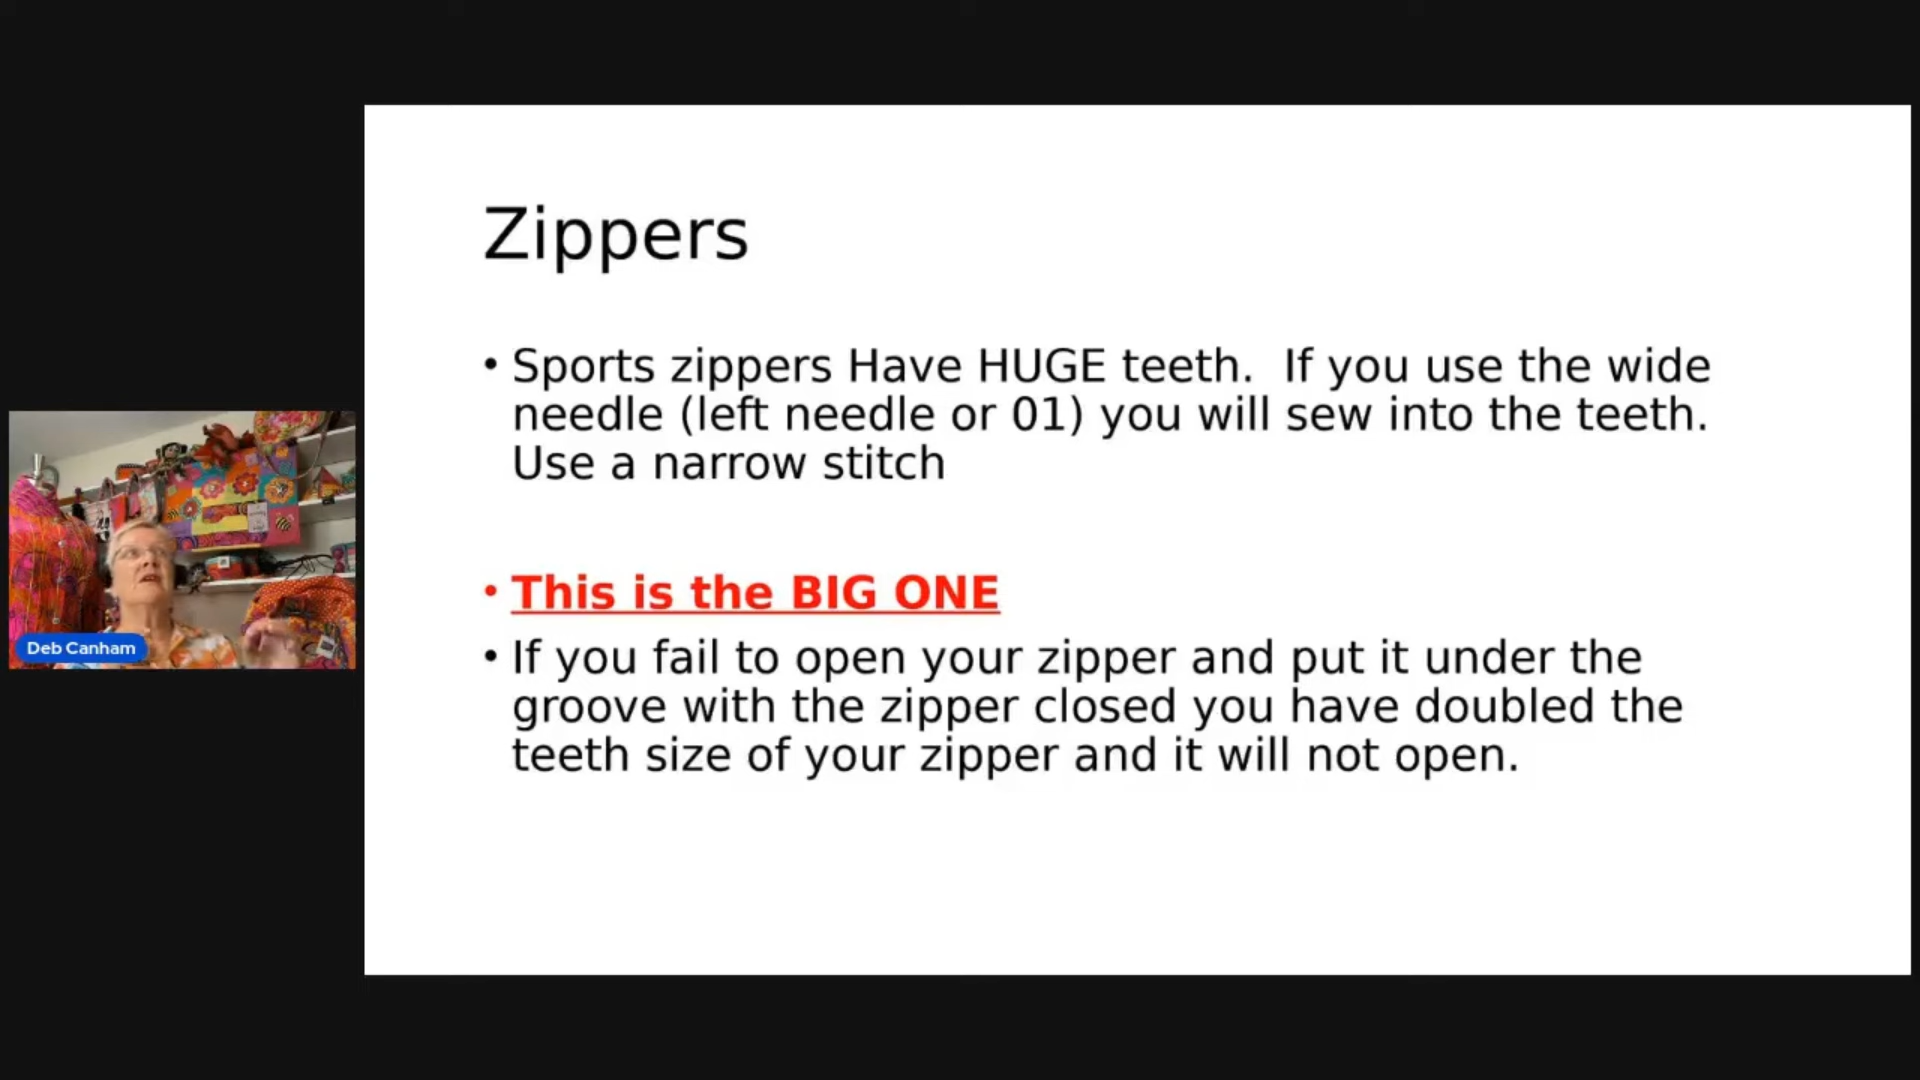 Zippers
• Sports zippers Have HUGE teeth.  If you use the wide
needle (left needle or 01) you will sew into the teeth.
Use a narrow stitch
• This is the BIG ONE
• If you fail to open your zipper and put it under the
groove with the zipper closed you have doubled the
teeth size of your zipper and it will not open.
Deb Canham